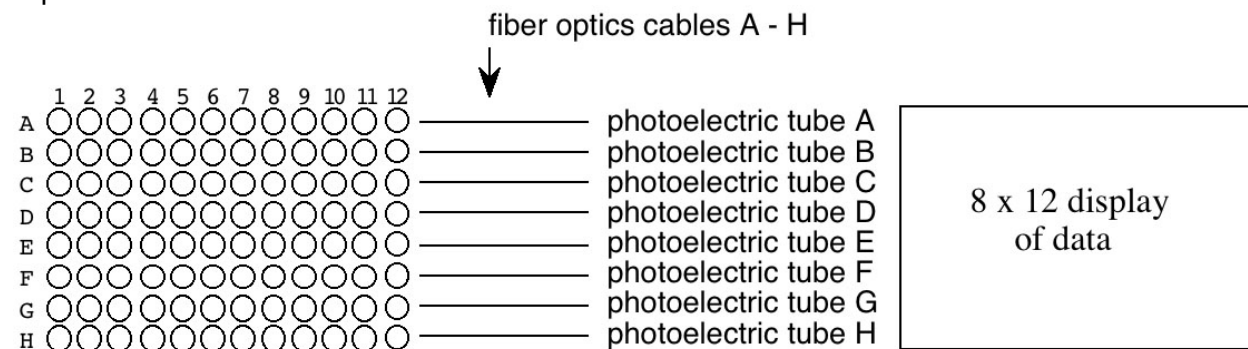 fiber optics cables A - H
1 2 3 4 5 6 7 8 9 10 11 12
A photoelectric tube A
B photoelectric tube B
C photoelectric tube C
D photoelectric tube D
E photoelectric tube E
F photoelectric tube F
G photoelectric tube G
H photoelectric tube H
8 x 12 display
of data